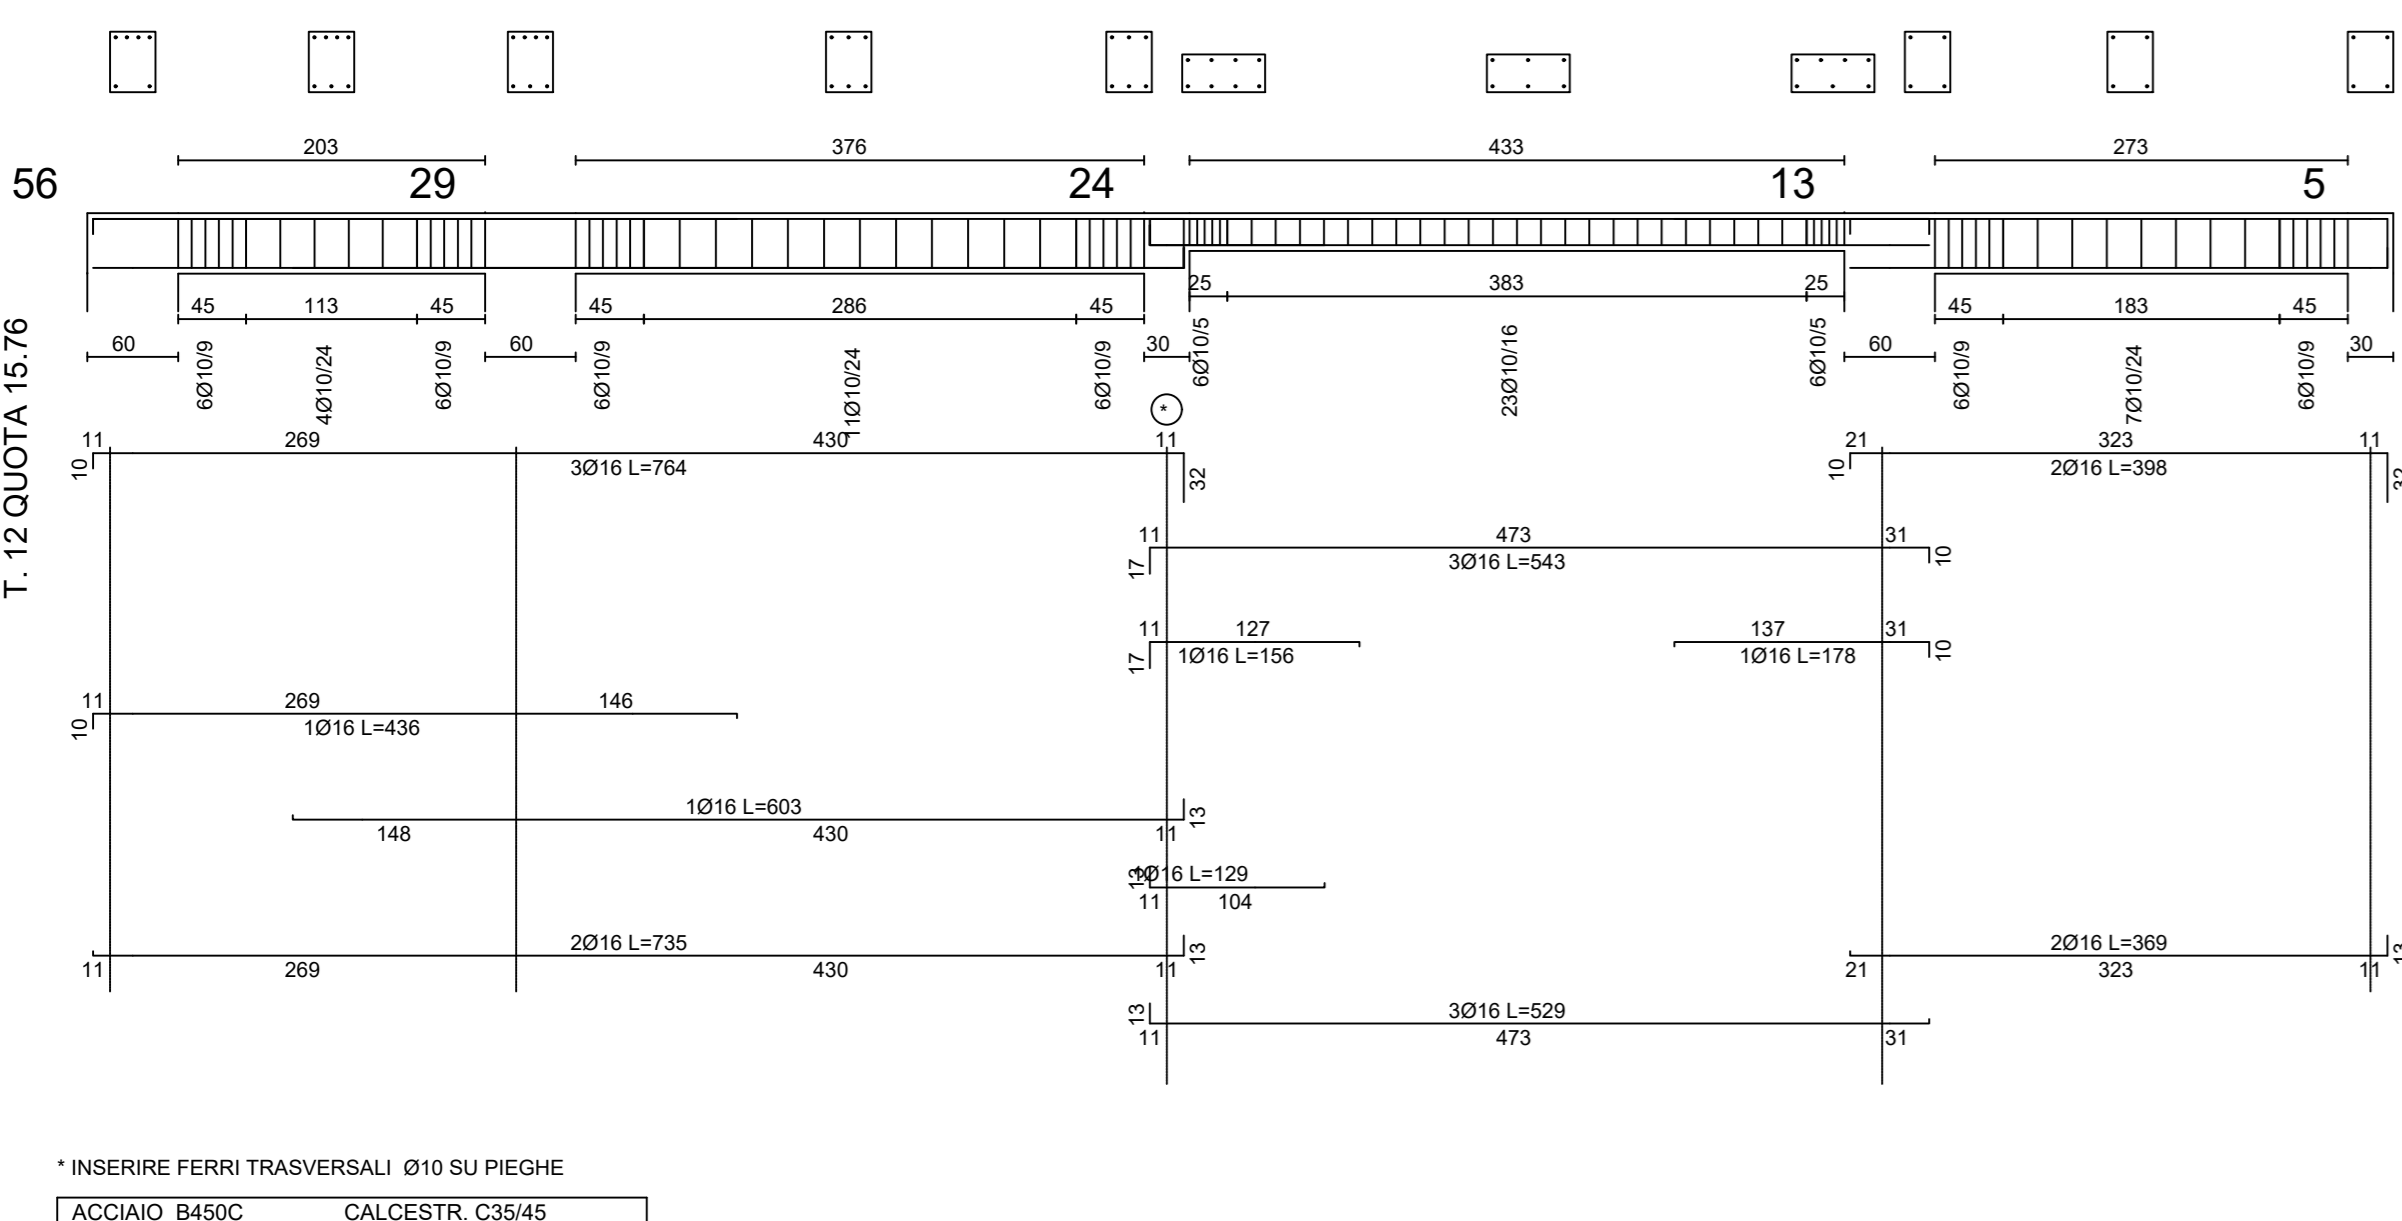 203 376 433 273
56 29 24 13 5
T. 12 QUOTA 15.76
25 383 25
45 113 45 45 286 45 45 183 45
60 60 30 60 30
6Ø10/9 4Ø10/24 6Ø10/9 6Ø10/9 11Ø10/24 6Ø10/9 6Ø10/5 23Ø10/16 6Ø10/5 6Ø10/9 7Ø10/24 6Ø10/9
*
11 269 430 11 21 323 11
10 3Ø16 L=764 32 10 2Ø16 L=398 32
11 473 31
17 3Ø16 L=543 10
11 127 137 31
17 1Ø16 L=156 1Ø16 L=178 10
11 269 146
10 1Ø16 L=436
1Ø16 L=603 13
148 430 11
13 1Ø16 L=129
11 104
2Ø16 L=735 13 2Ø16 L=369 13
11 269 430 11 21 323 11
13 3Ø16 L=529
11 473 31
* INSERIRE FERRI TRASVERSALI Ø10 SU PIEGHE
ACCIAIO B450C CALCESTR. C35/45